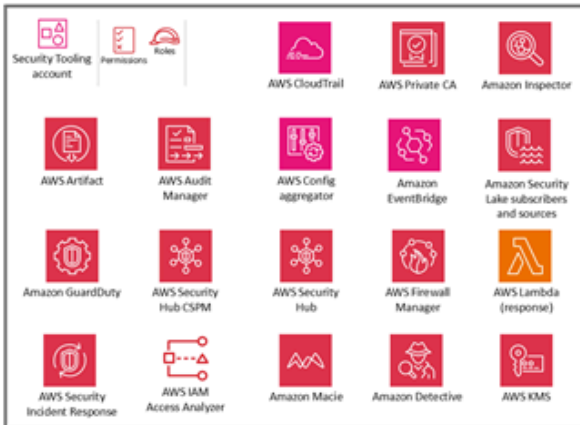 Security Tooling
account
Permissions
Roles
AWS CloudTrail
AWS Private CA
Amazon Inspector
AWS Artifact
AWS Audit
Manager
AWS Config
aggregator
Amazon
EventBridge
Amazon Security
Lake subscribers
and sources
Amazon GuardDuty
AWS Security
Hub CSPM
AWS Security
Hub
AWS Firewall
Manager
AWS Lambda
(response)
AWS Security
Incident Response
AWS IAM
Access Analyzer
Amazon Macie
Amazon Detective
AWS KMS